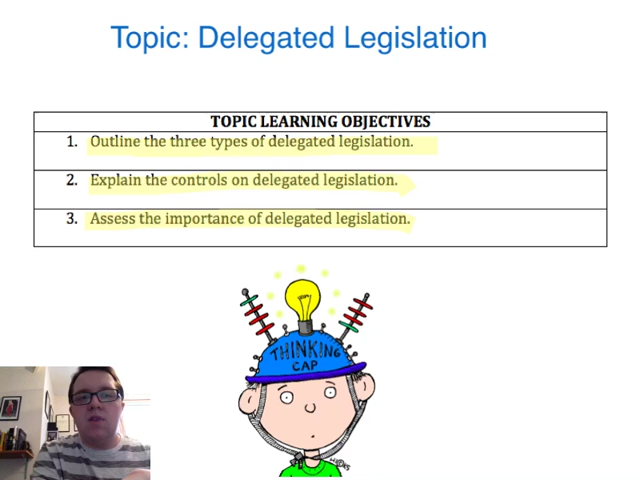 Topic: Delegated Legislation
TOPIC LEARNING OBJECTIVES
1. Outline the three types of delegated legislation.
2. Explain the controls on delegated legislation.
3. Assess the importance of delegated legislation.
THINKING
CAP